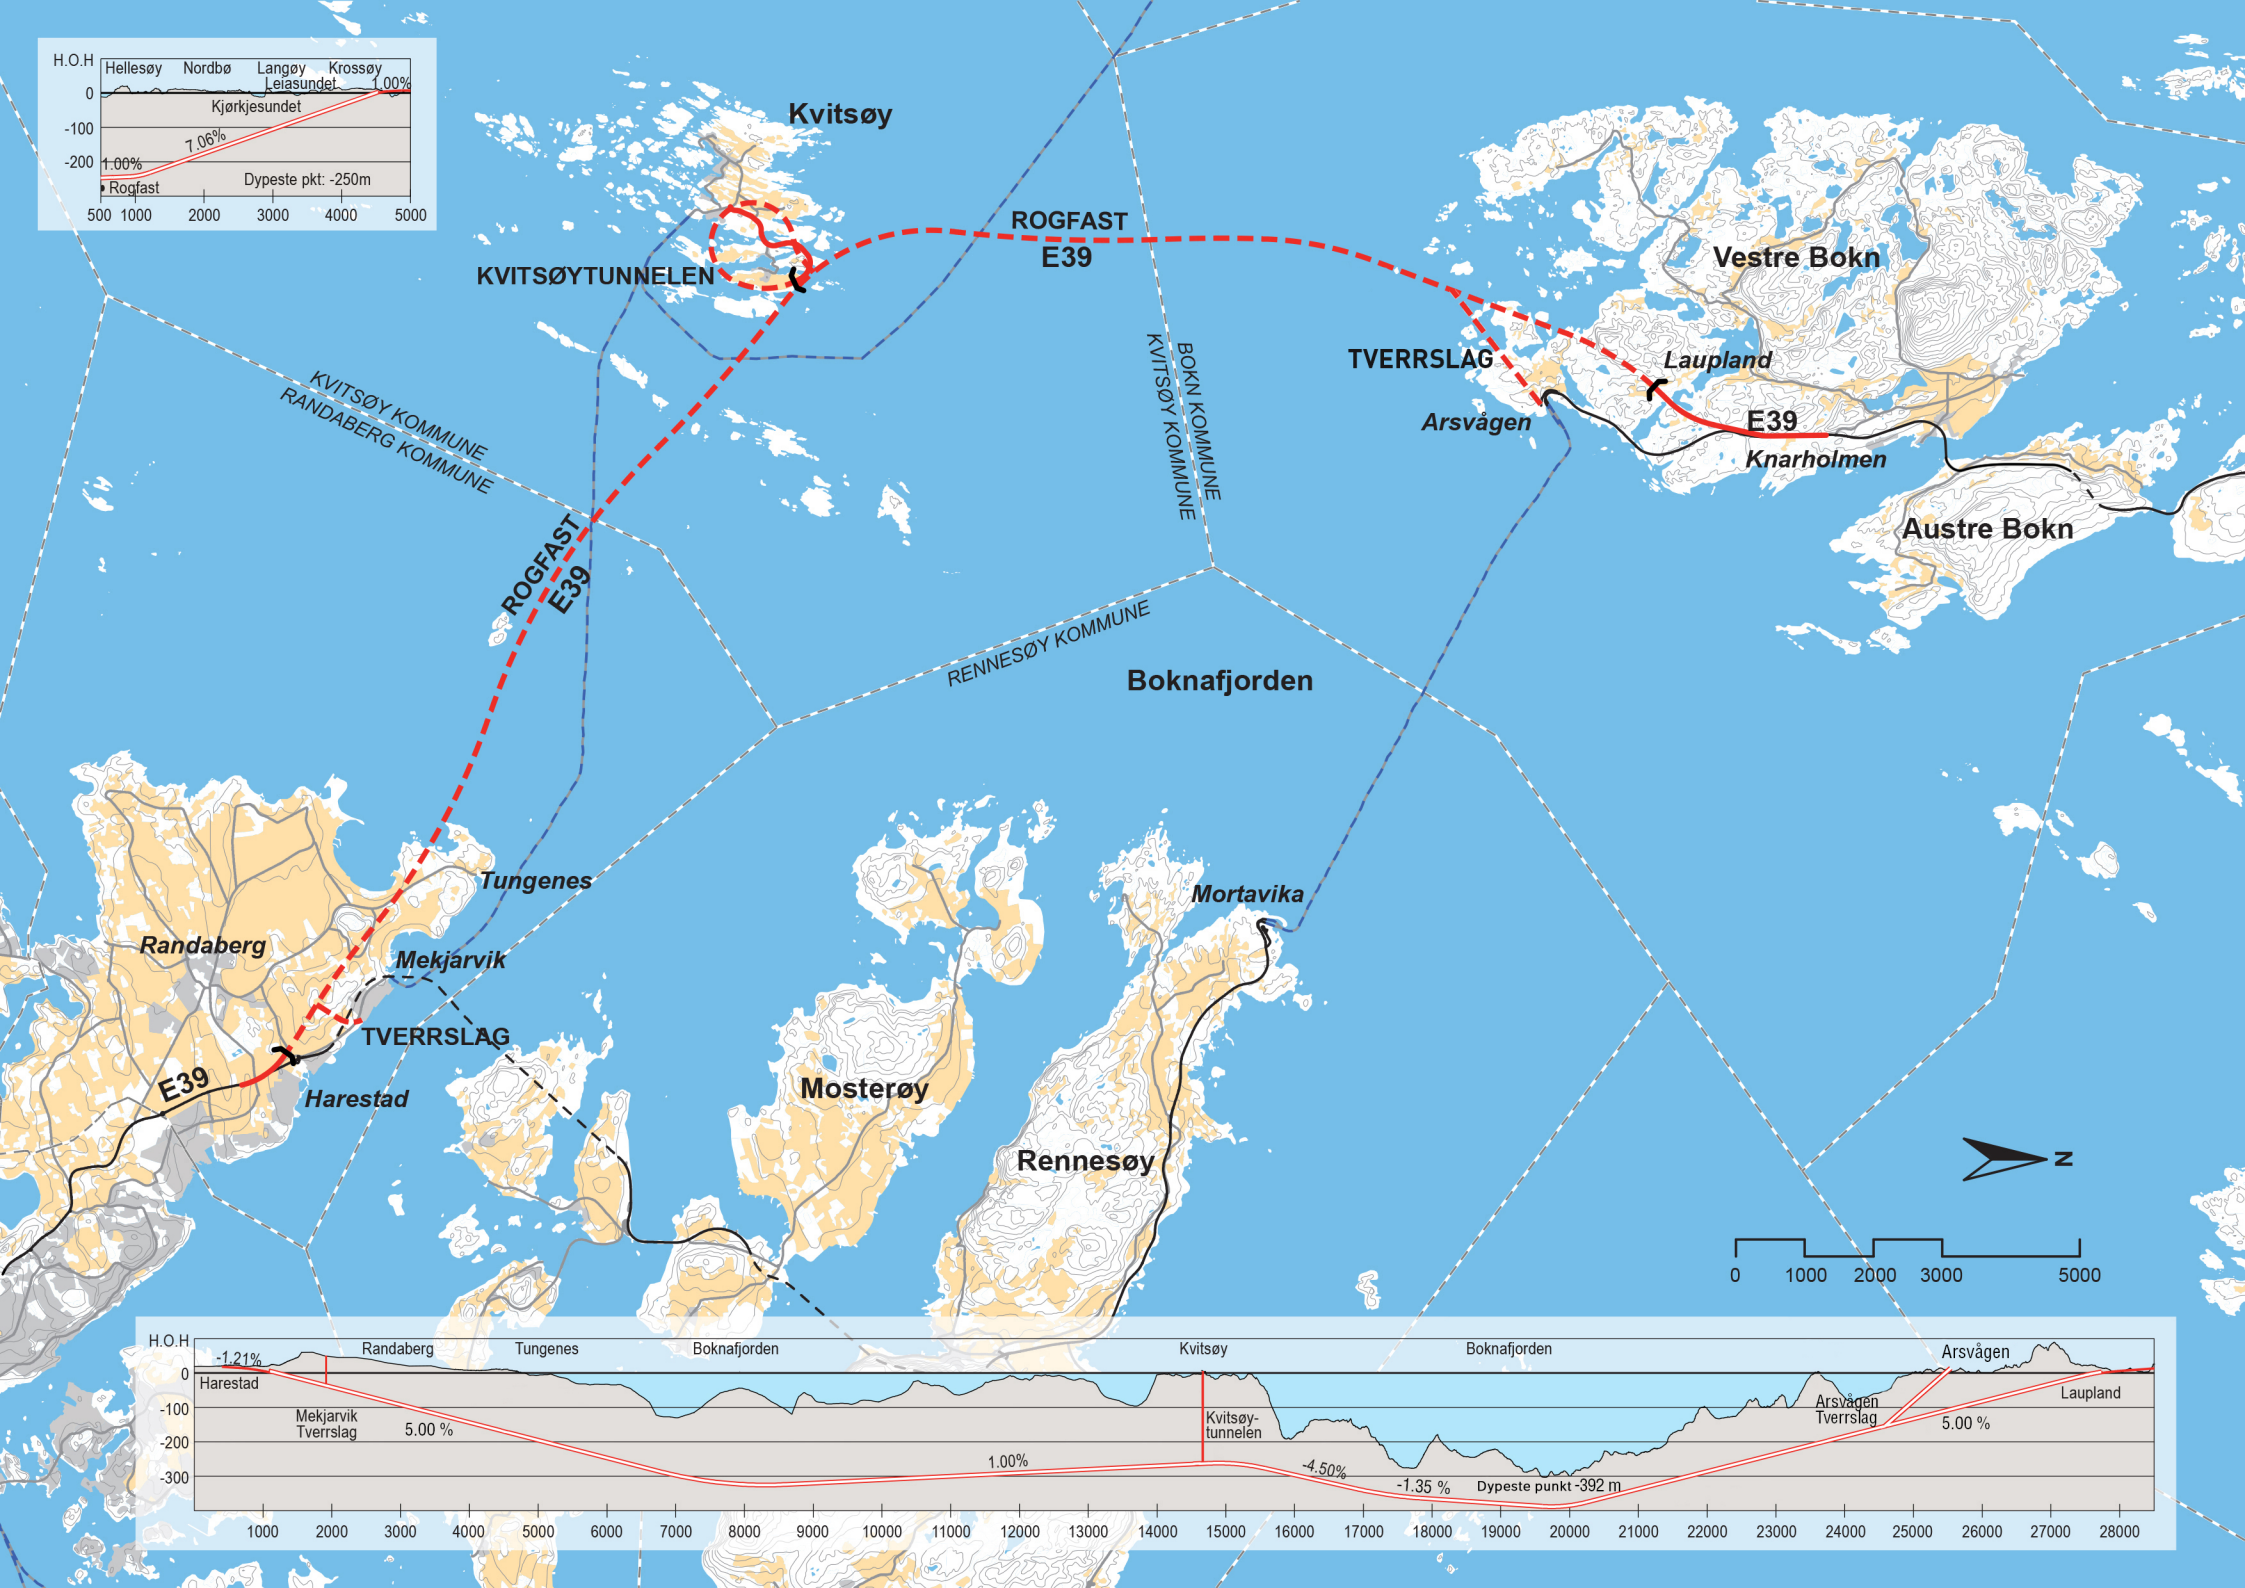 H.O.H
Hellesøy Nordbø Langøy Krossøy
Leiasundet 1.00%
0
Kjørkjesundet
-100
7.06%
-200
1.00%
Rogfast
Dypeste pkt: -250m
500 1000 2000 3000 4000 5000
Kvitsøy
KVITSØYTUNNELEN
ROGFAST
E39
Vestre Bokn
KVITSØY KOMMUNE
RANDABERG KOMMUNE
BOKN KOMMUNE
KVITSØY KOMMUNE
TVERRSLAG
Laupland
Arsvågen
E39
Knarholmen
Austre Bokn
ROGFAST
E39
RENNESØY KOMMUNE
Boknafjorden
Tungenes
Mortavika
Randaberg
Mekjarvik
TVERRSLAG
E39
Harestad
Mosterøy
Rennesøy
N
0 1000 2000 3000 5000
H.O.H
Randaberg Tungenes Boknafjorden Kvitsøy Boknafjorden Arsvågen
-1.21%
0
Harestad
Laupland
-100
Mekjarvik
Tverrslag
5.00 %
Kvitsøy-
tunnelen
Arsvågen
Tverrslag
5.00 %
-200
1.00%
-4.50%
-300
-1.35 %
Dypeste punkt -392 m
1000 2000 3000 4000 5000 6000 7000 8000 9000 10000 11000 12000 13000 14000 15000 16000 17000 18000 19000 20000 21000 22000 23000 24000 25000 26000 27000 28000